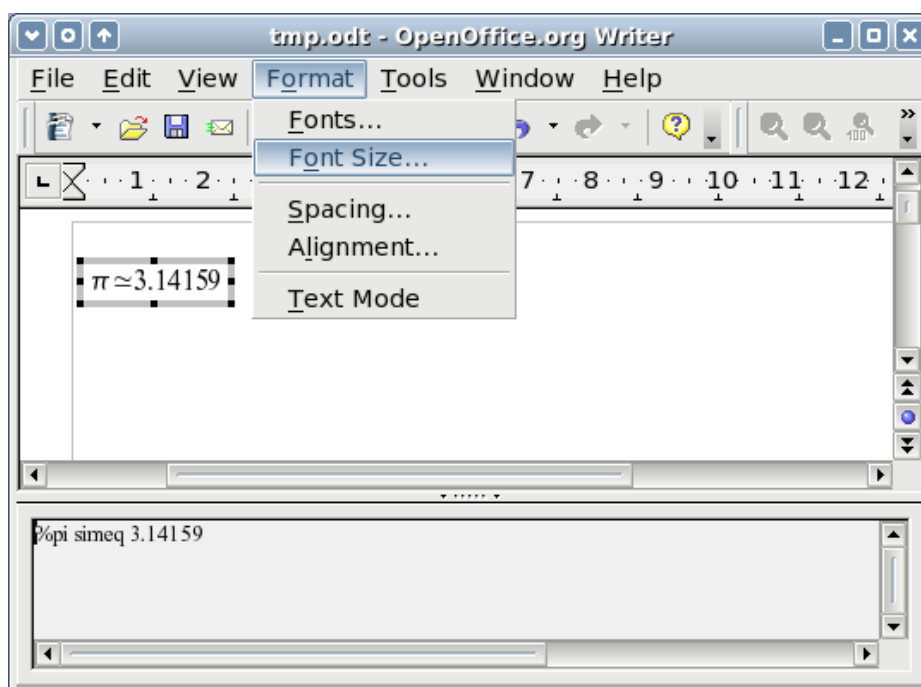 tmp.odt - OpenOffice.org Writer
File Edit View Format Tools Window Help
Fonts...
100
»
Font Size...
1 2 7 8 9 10 11 12
Spacing...
Alignment...
π≃3.14159
Text Mode
%pi simeq 3.14159